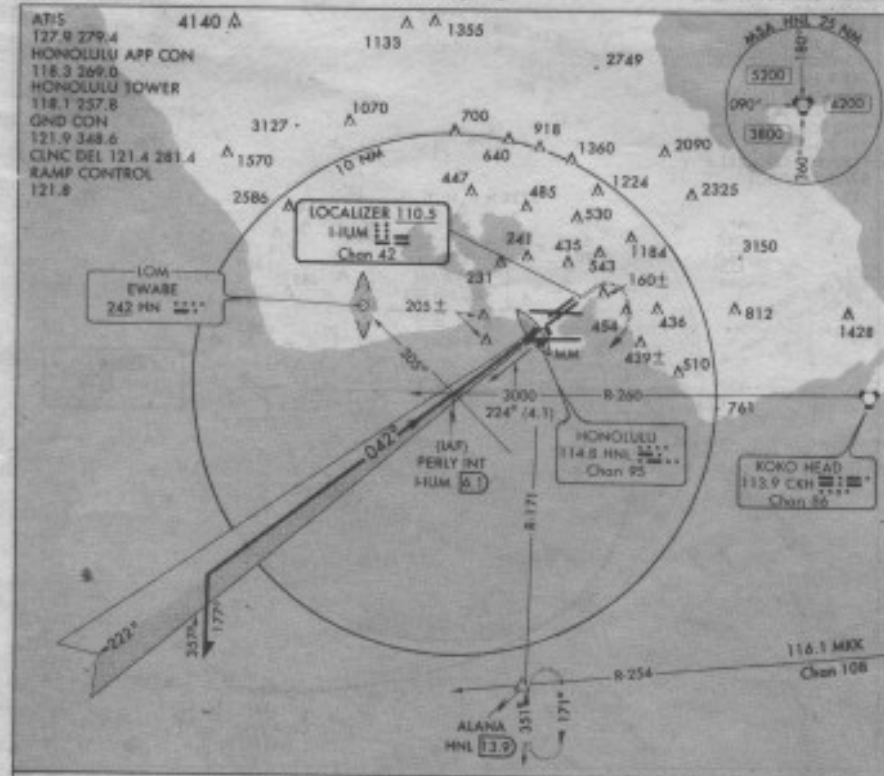 ATIS
127.9 279.4
HONOLULU APP CON
118.3 269.0
HONOLULU TOWER
118.1 257.8
GND CON
121.9 348.6
CLNC DEL 121.4 281.4
RAMP CONTROL
121.8
4140
1133
1355
2749
MSA HNL 25 NM
180°
5200
090°
4200
3800
360°
3127
1070
700
918
1570
10 NM
640
1360
2090
2586
447
485
1224
2325
LOCALIZER 110.5
I-IUM
Chan 42
530
241
435
1184
3150
231
543
160±
LOM
EWABE
242 HN
205±
454
436
812
1428
MM
439±
510
305°
3000
R-260
761
224° (4.1)
042°
(IAF)
PERLY INT
I-IUM 6.1
HONOLULU
114.8 HNL
Chan 95
KOKO HEAD
113.9 CKH
Chan 86
R-171
222°
357°
177°
116.1 MKK
Chan 108
R-254
ALANA
HNL 13.9
351°
171°